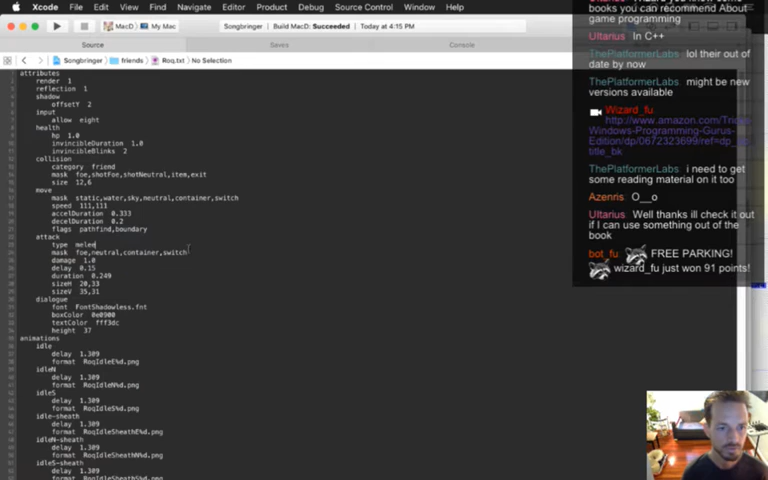 Xcode File Edit View Find Navigate Editor Product Debug Source Control Window Help
MacD My Mac Songbringer Build MacD: Succeeded Today at 4:15 PM
Source Saves Console
Songbringer friends Roq.txt No Selection
attributes
render 1
reflection 1
shadow
offsetY 2
input
allow eight
health
hp 1.0
invincibleDuration 1.0
invincibleBlinks 2
collision
category friend
mask foe,shotFoe,shotNeutral,item,exit
size 12,6
move
mask static,water,sky,neutral,container,switch
speed 111,111
accelDuration 0.333
decelDuration 0.2
flags pathfind,boundary
attack
type melee
mask foe,neutral,container,switch
damage 1.0
delay 0.15
duration 0.249
sizeH 20,33
sizeV 35,31
dialogue
font FontShadowless.fnt
boxColor 0x0900
textColor fff3dc
height 37
animations
idle
delay 1.309
format RoqIdleE%d.png
idleN
delay 1.309
format RoqIdleN%d.png
idleS
delay 1.309
format RoqIdleS%d.png
idle-sheath
delay 1.309
format RoqIdleSheathE%d.png
idleN-sheath
delay 1.309
format RoqIdleSheathN%d.png
idleS-sheath
delay 1.309
books you can recommend About
game programming
Ultarius In C++
ThePlatformerLabs lol their out of
date by now
ThePlatformerLabs might be new
versions available
Wizard_fu
http://www.amazon.com/Tricks-
Windows-Programming-Gurus-
Edition/dp/0672323699/ref=dp_ob_
title_bk
ThePlatformerLabs i need to get
some reading material on it too
Azenris O__o
Ultarius Well thanks ill check it out
if I can use something out of the
book
bot_fu FREE PARKING!
wizard_fu just won 91 points!